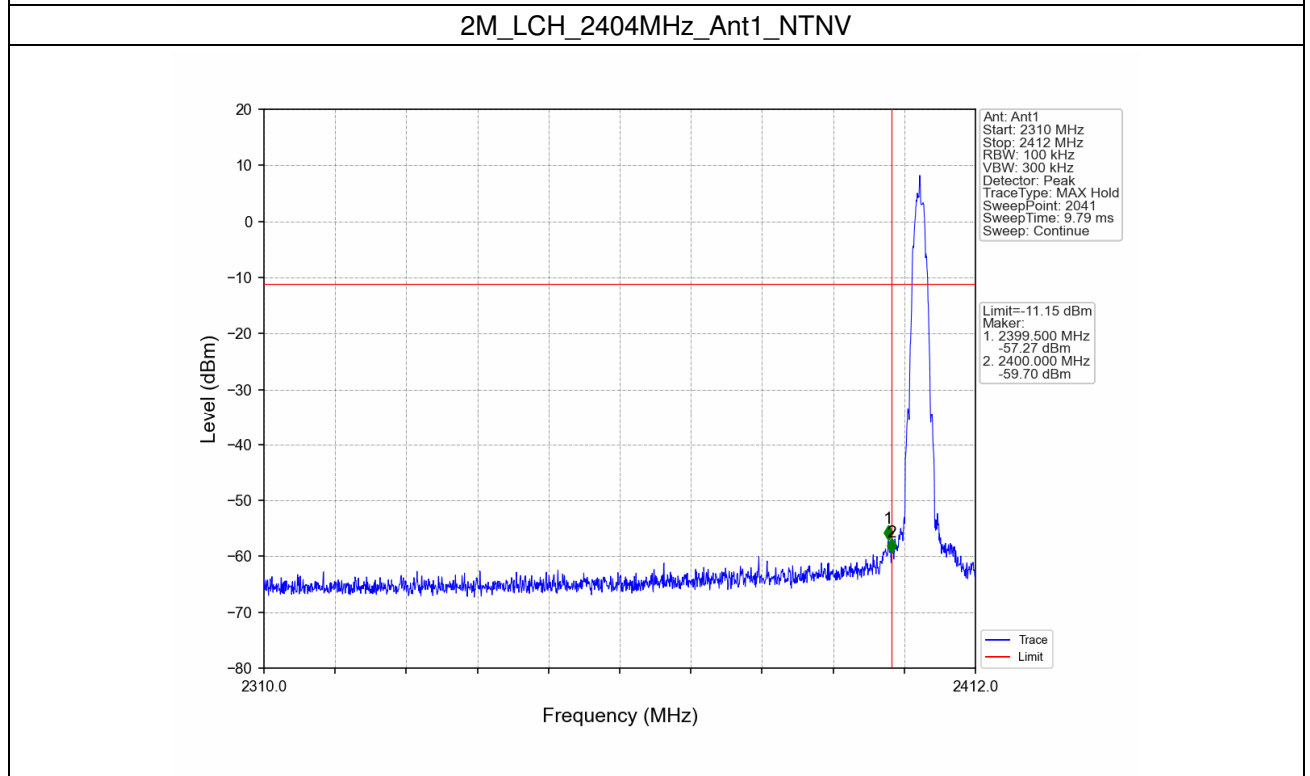 2M_LCH_2404MHz_Ant1_NTNV
20
10
0
−10
−20
−30
−40
−50
−60
−70
−80
Level (dBm)
1
2
2310.0
2412.0
Frequency (MHz)
Ant: Ant1
Start: 2310 MHz
Stop: 2412 MHz
RBW: 100 kHz
VBW: 300 kHz
Detector: Peak
TraceType: MAX Hold
SweepPoint: 2041
SweepTime: 9.79 ms
Sweep: Continue
Limit=-11.15 dBm
Maker:
1. 2399.500 MHz
-57.27 dBm
2. 2400.000 MHz
-59.70 dBm
Trace
Limit